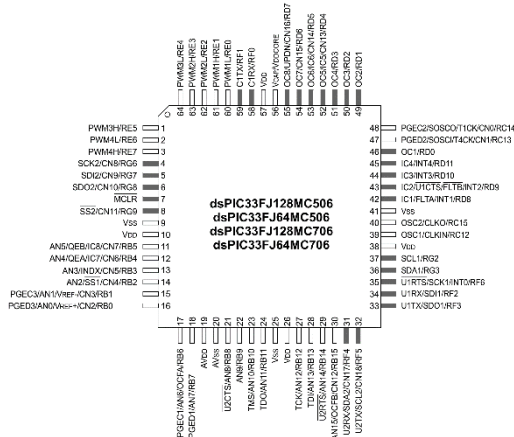 PWM3L/RE4
PWM2H/RE3
PWM2L/RE2
PWM1H/RE1
PWM1L/RE0
C1TX/RF1
C1RX/RF0
VDD
VCAP/VDDCORE
OC8/UPDN/CN16/RD7
OC7/CN15/RD6
OC6/IC6/CN14/RD5
OC5/IC5/CN13/RD4
OC4/RD3
OC3/RD2
OC2/RD1
64 63 62 61 60 59 58 57 56 55 54 53 52 51 50 49
PWM3H/RE5 1
PWM4L/RE6 2
PWM4H/RE7 3
SCK2/CN8/RG6 4
SDI2/CN9/RG7 5
SDO2/CN10/RG8 6
MCLR 7
SS2/CN11/RG9 8
VSS 9
VDD 10
AN5/QEB/IC8/CN7/RB5 11
AN4/QEA/IC7/CN6/RB4 12
AN3/INDX/CN5/RB3 13
AN2/SS1/CN4/RB2 14
PGEC3/AN1/VREF-/CN3/RB1 15
PGED3/AN0/VREF+/CN2/RB0 16
dsPIC33FJ128MC506
dsPIC33FJ64MC506
dsPIC33FJ128MC706
dsPIC33FJ64MC706
48 PGEC2/SOSCO/T1CK/CN0/RC14
47 PGED2/SOSCI/T4CK/CN1/RC13
46 OC1/RD0
45 IC4/INT4/RD11
44 IC3/INT3/RD10
43 IC2/U1CTS/FLTB/INT2/RD9
42 IC1/FLTA/INT1/RD8
41 VSS
40 OSC2/CLKO/RC15
39 OSC1/CLKIN/RC12
38 VDD
37 SCL1/RG2
36 SDA1/RG3
35 U1RTS/SCK1/INT0/RF6
34 U1RX/SDI1/RF2
33 U1TX/SDO1/RF3
17 18 19 20 21 22 23 24 25 26 27 28 29 30 31 32
PGEC1/AN6/OCFA/RB6
PGED1/AN7/RB7
AVDD
AVSS
U2CTS/AN8/RB8
AN9/RB9
TMS/AN10/RB10
TDO/AN11/RB11
VSS
VDD
TCK/AN12/RB12
TDI/AN13/RB13
U2RTS/AN14/RB14
AN15/OCFB/CN12/RB15
U2RX/SDA2/CN17/RF4
U2TX/SCL2/CN18/RF5